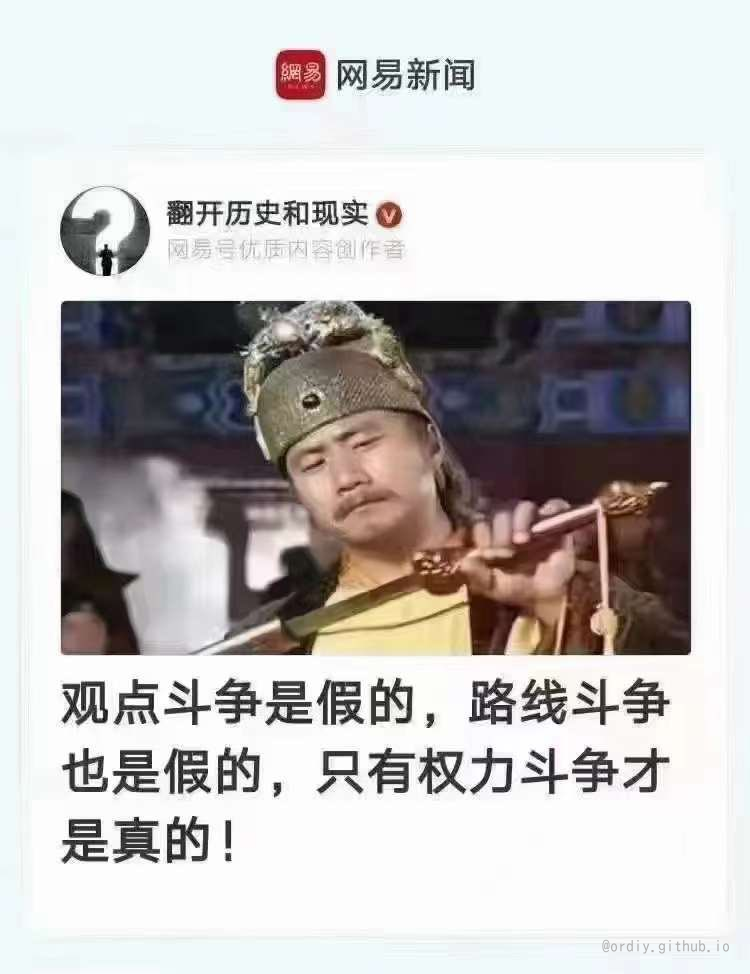 網易
网易新闻
翻开历史和现实
网易号优质内容创作者
观点斗争是假的，路线斗争
也是假的，只有权力斗争才
是真的！
@ordiy.github.io